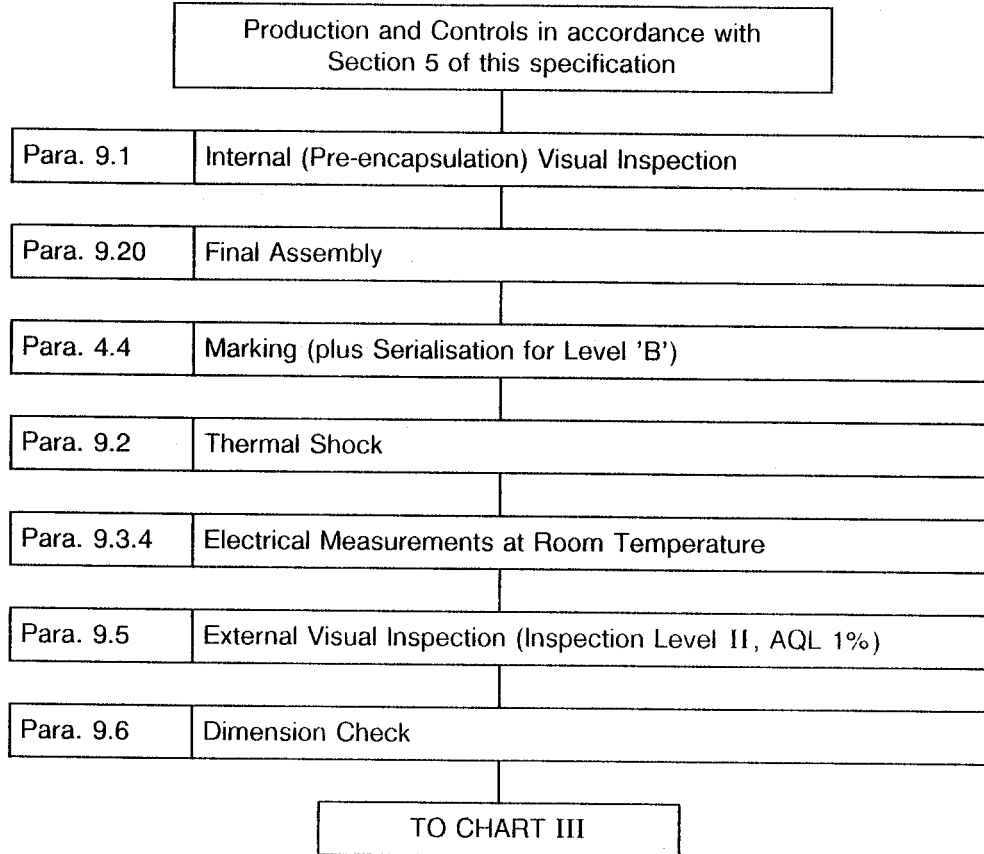 Production and Controls in accordance with
Section 5 of this specification
Para. 9.1 Internal (Pre-encapsulation) Visual Inspection
Para. 9.20 Final Assembly
Para. 4.4 Marking (plus Serialisation for Level 'B')
Para. 9.2 Thermal Shock
Para. 9.3.4 Electrical Measurements at Room Temperature
Para. 9.5 External Visual Inspection (Inspection Level II, AQL 1%)
Para. 9.6 Dimension Check
TO CHART III